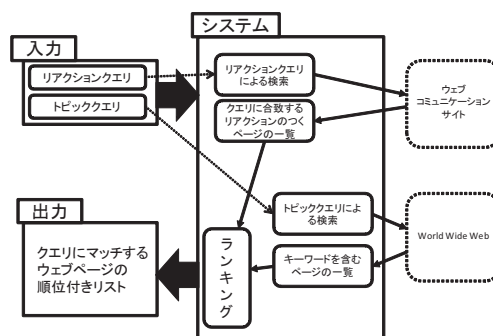 システム
入力
リアクションクエリ
トピッククエリ
リアクションクエリ
による検索
クエリに合致する
リアクションのつく
ページの一覧
ウェブ
コミュニケーション
サイト
トピッククエリによ
る検索
キーワードを含む
ページの一覧
World Wide Web
ランキング
出力
クエリにマッチする
ウェブページの
順位付きリスト